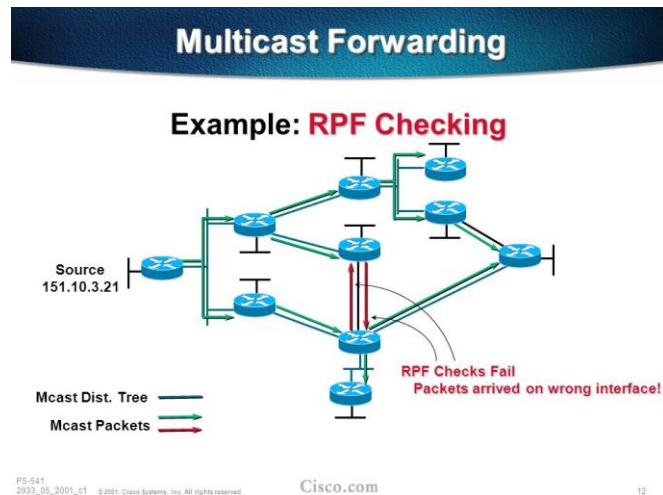 Multicast Forwarding
Example: RPF Checking
Source
151.10.3.21
RPF Checks Fail
Packets arrived on wrong interface!
Mcast Dist. Tree
Mcast Packets
PS-541
2933_05_2001_c1 © 2001, Cisco Systems, Inc. All rights reserved.
Cisco.com
12